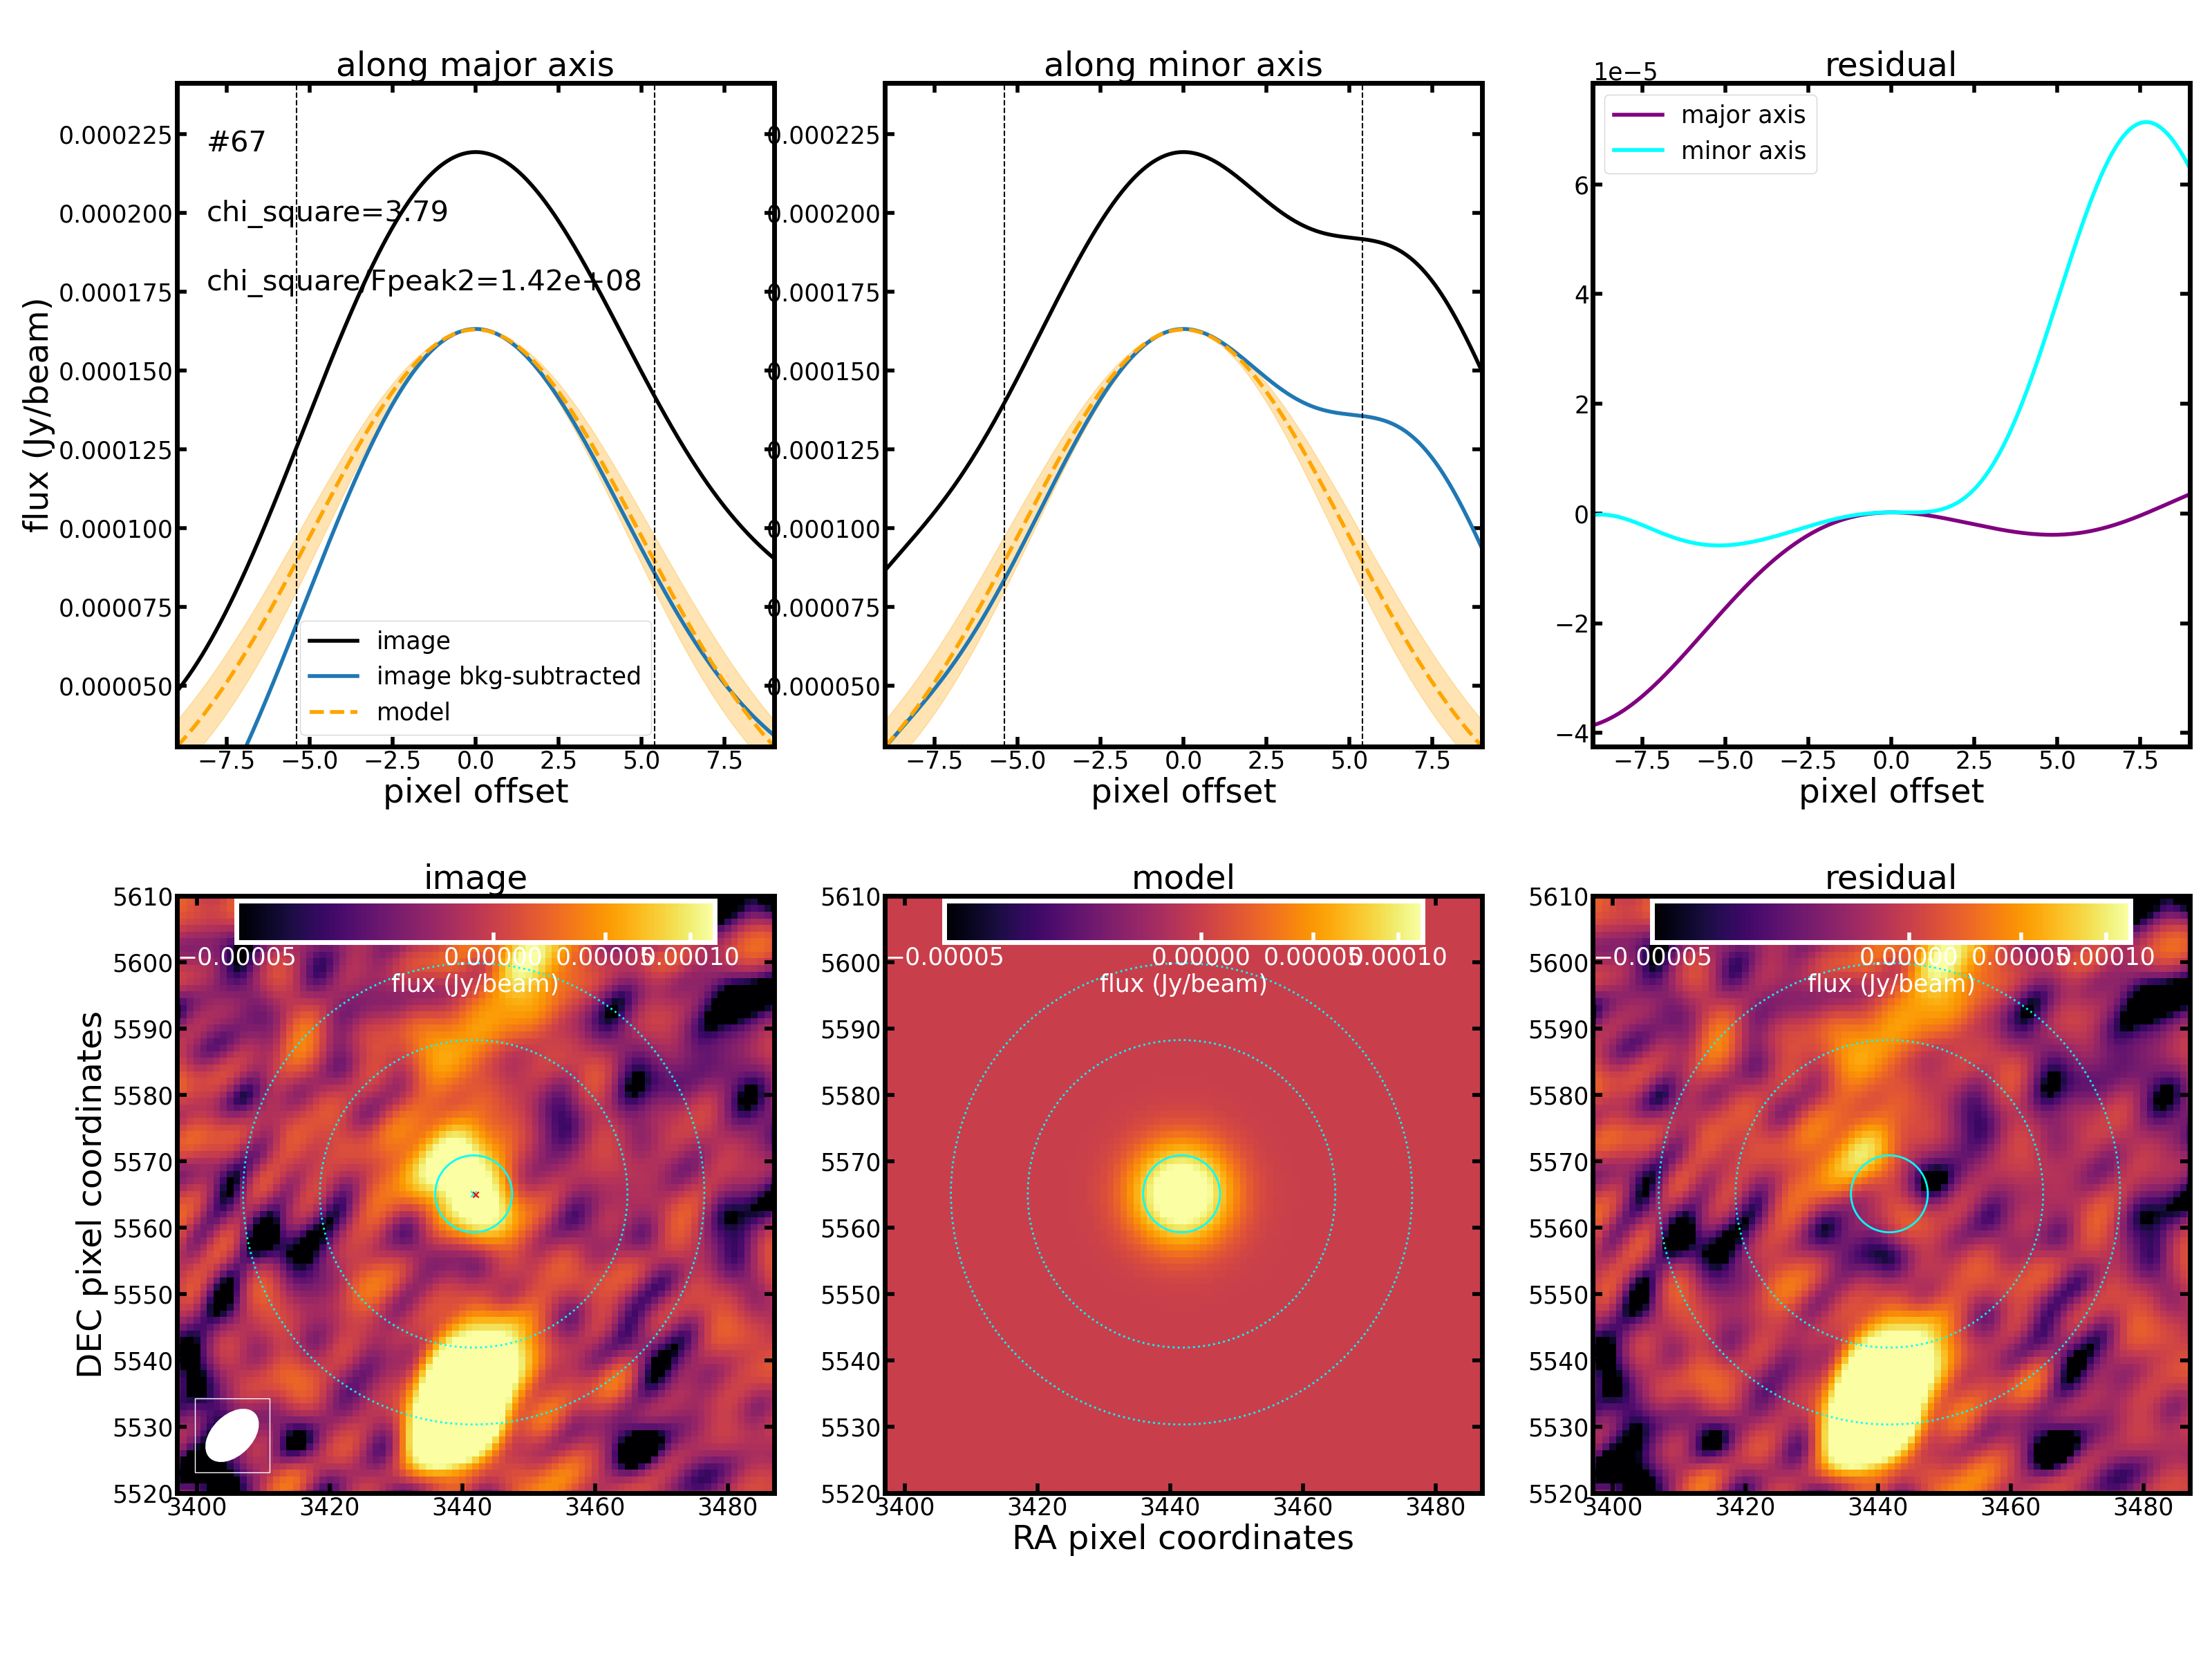 along major axis
along minor axis
residual
1e−5
#67
chi_square=3.79
chi_square/Fpeak2=1.42e+08
0.000225
0.000200
0.000175
0.000150
0.000125
0.000100
0.000075
0.000050
flux (Jy/beam)
image
image bkg-subtracted
model
−7.5 −5.0 −2.5 0.0 2.5 5.0 7.5
pixel offset
0.000225
0.000200
0.000175
0.000150
0.000125
0.000100
0.000075
0.000050
−7.5 −5.0 −2.5 0.0 2.5 5.0 7.5
pixel offset
major axis
minor axis
6
4
2
0
−2
−4
−7.5 −5.0 −2.5 0.0 2.5 5.0 7.5
pixel offset
image
−0.00005 0.00000 0.00005 0.00010
flux (Jy/beam)
5610
5600
5590
5580
5570
5560
5550
5540
5530
5520
DEC pixel coordinates
3400 3420 3440 3460 3480
model
−0.00005 0.00000 0.00005 0.00010
flux (Jy/beam)
5610
5600
5590
5580
5570
5560
5550
5540
5530
5520
3400 3420 3440 3460 3480
RA pixel coordinates
residual
−0.00005 0.00000 0.00005 0.00010
flux (Jy/beam)
5610
5600
5590
5580
5570
5560
5550
5540
5530
5520
3400 3420 3440 3460 3480